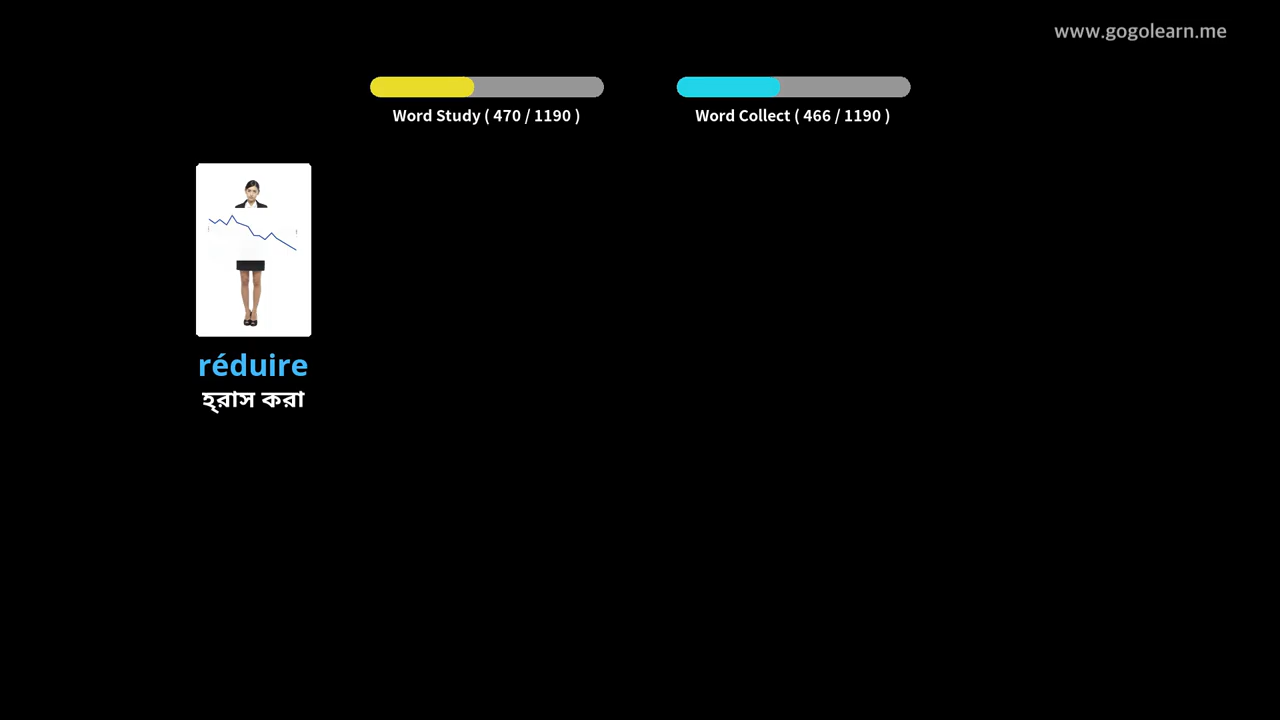 www.gogolearn.me
Word Study ( 470 / 1190 )
Word Collect ( 466 / 1190 )
réduire
হ্রাস করা